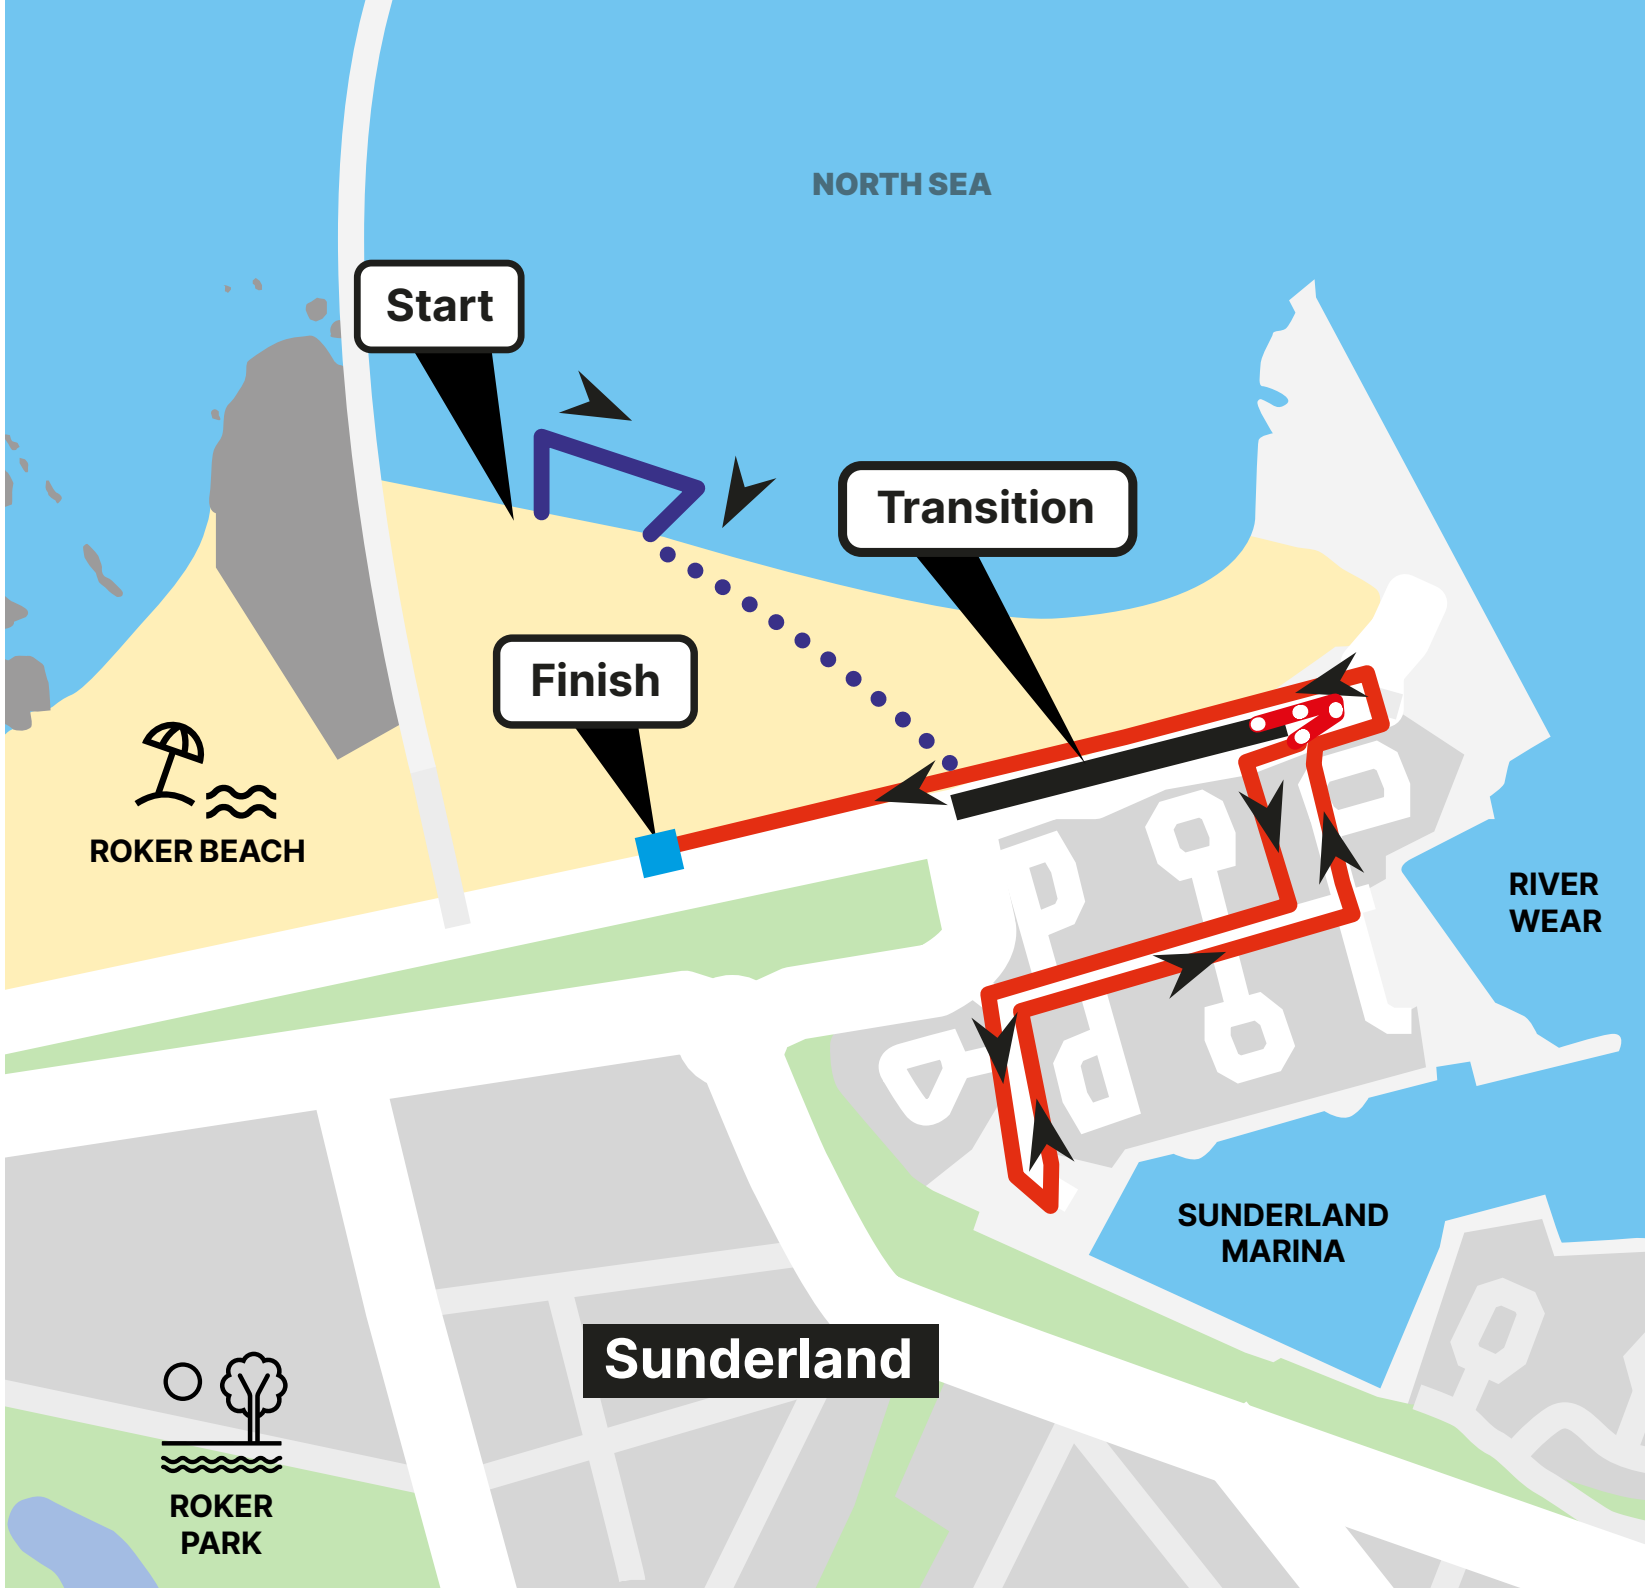 NORTH SEA
Start
Transition
Finish
ROKER BEACH
RIVER
WEAR
SUNDERLAND
MARINA
Sunderland
ROKER
PARK